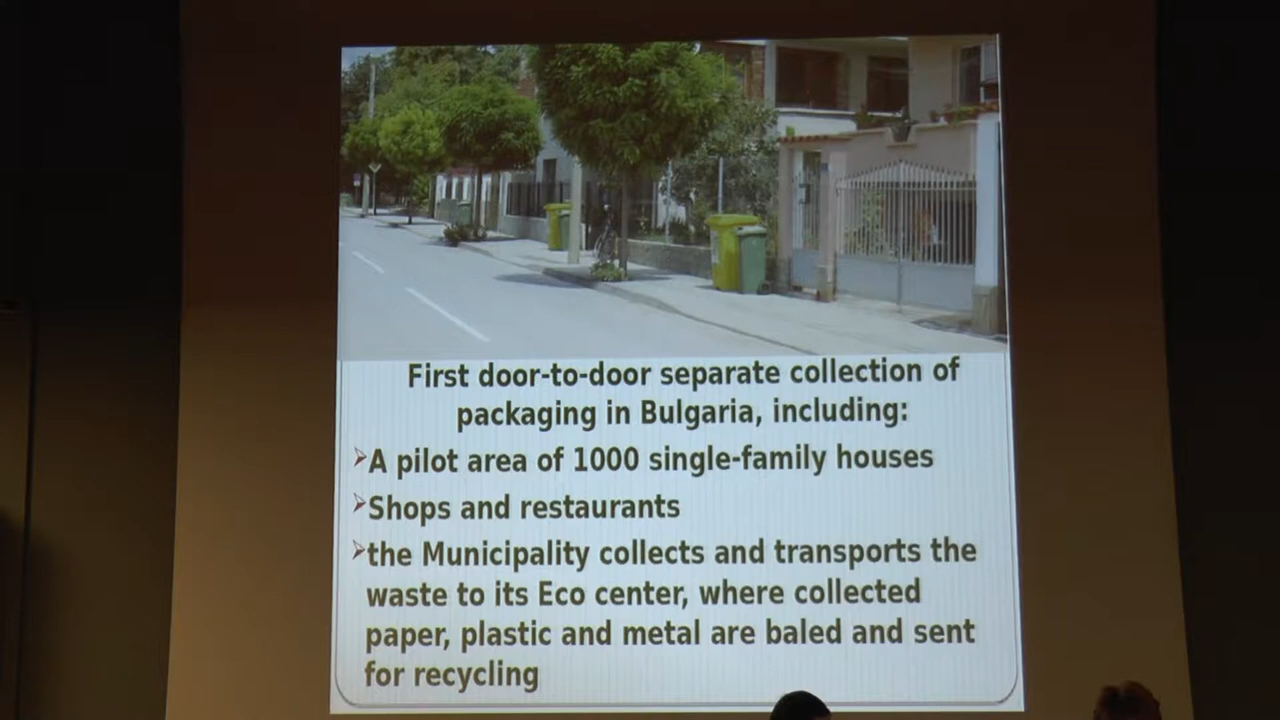 First door-to-door separate collection of
packaging in Bulgaria, including:
➢A pilot area of 1000 single-family houses
➢Shops and restaurants
➢the Municipality collects and transports the
waste to its Eco center, where collected
paper, plastic and metal are baled and sent
for recycling